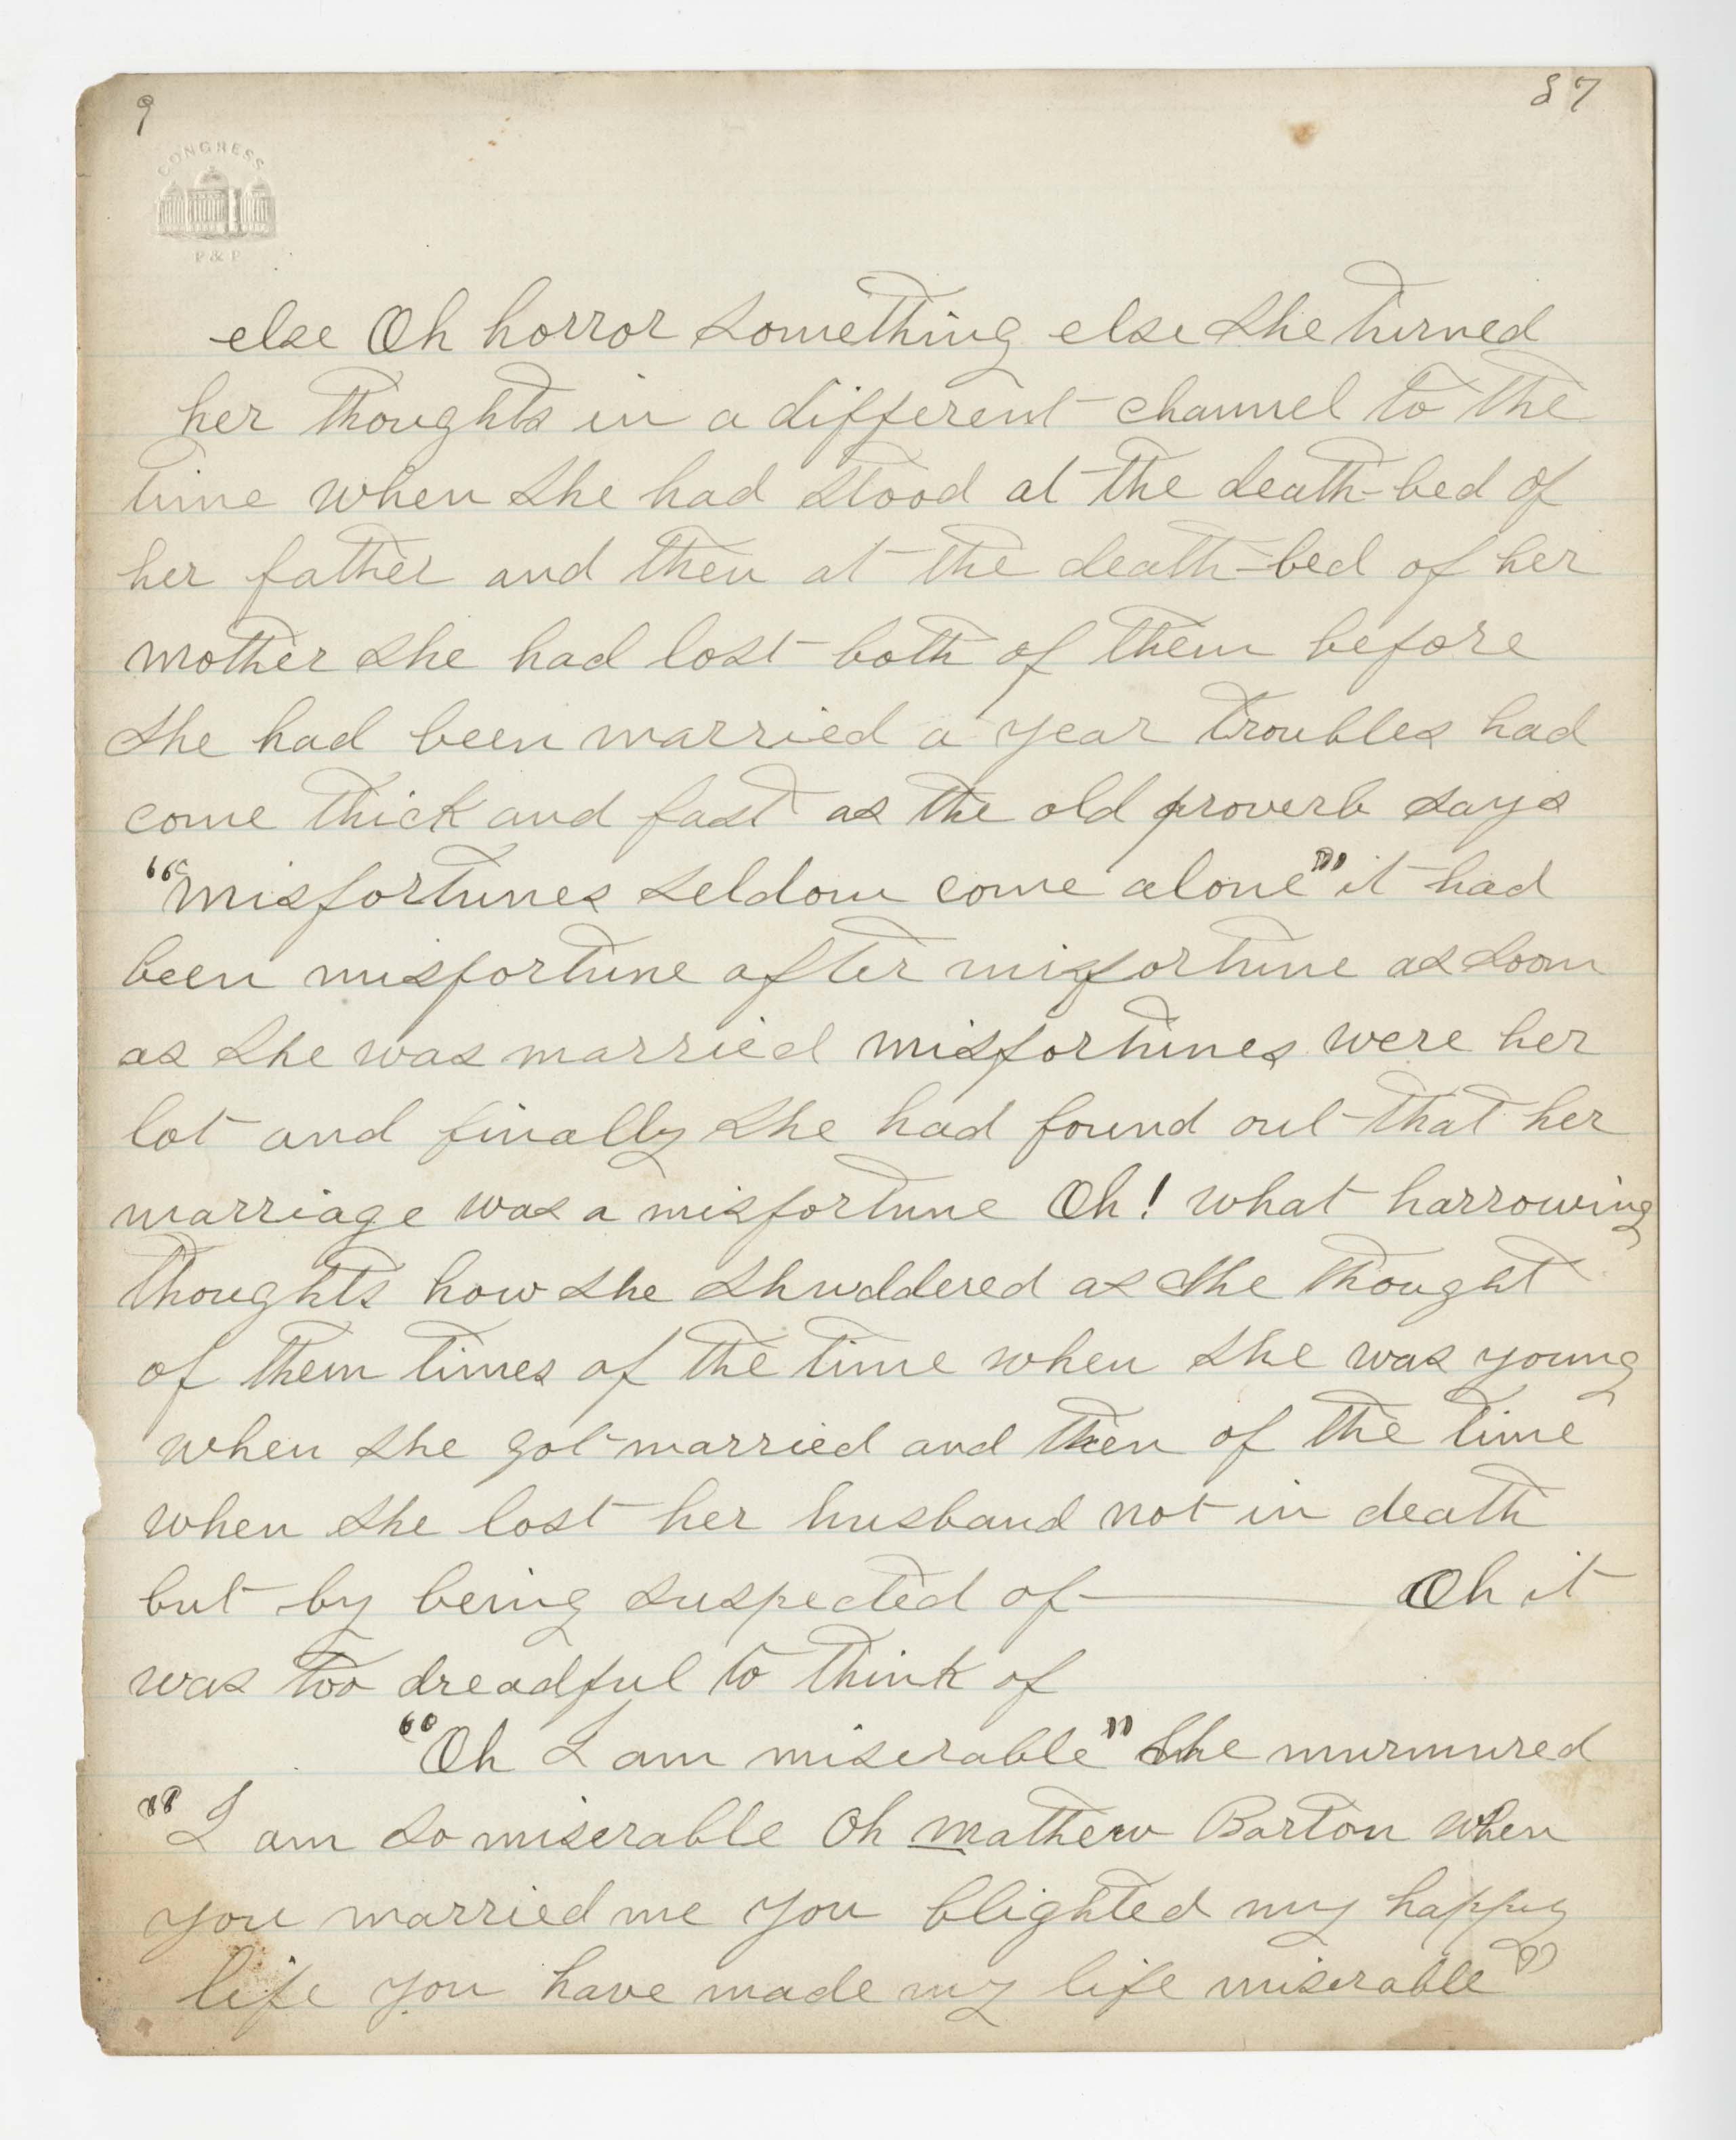 9 87
CONGRESS
P & P
else Oh horror something else she turned
her thoughts in a different channel to the
time when she had stood at the death-bed of
her father and then at the death-bed of her
mother she had lost both of them before
she had been married a year troubles had
come thick and fast as the old proverb says
"misfortunes seldom come alone" it had
been misfortune after misfortune as soon
as she was married misfortunes were her
lot and finally she had found out that her
marriage was a misfortune Oh! what harrowing
thoughts how she shuddered as she thought
of them times of the time when she was young
when she got married and then of the time
when she lost her husband not in death
but by being suspected of —— Oh it
was too dreadful to think of
"Oh I am miserable" she murmured
"I am so miserable Oh mathew Barton when
you married me you blighted my happy
life you have made my life miserable"